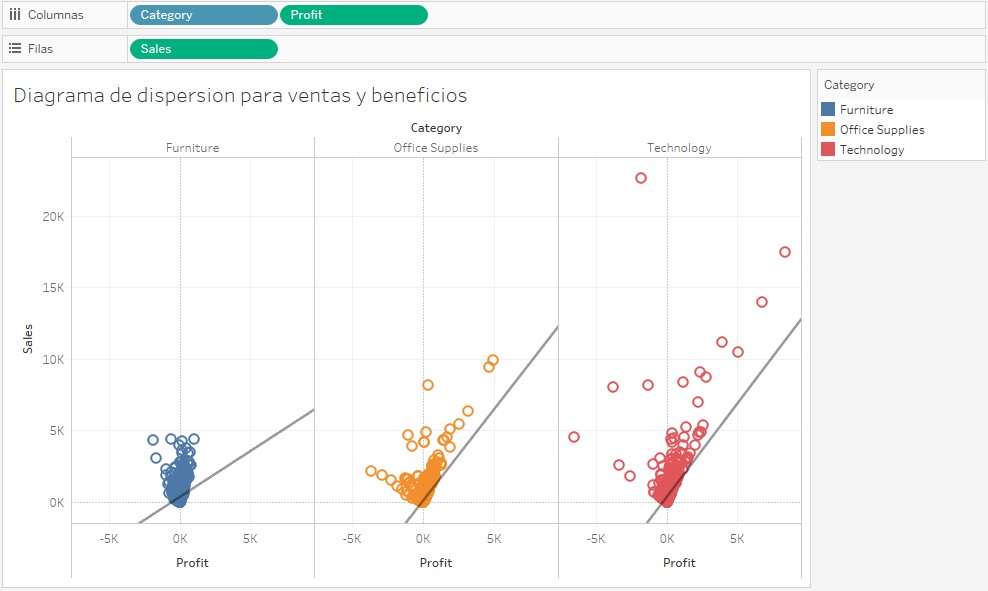 Columnas Category Profit
Filas Sales
Diagrama de dispersion para ventas y beneficios
Category
Furniture Office Supplies Technology
20K
15K
10K
5K
0K
Sales
-5K 0K 5K -5K 0K 5K -5K 0K 5K
Profit Profit Profit
Category
Furniture
Office Supplies
Technology